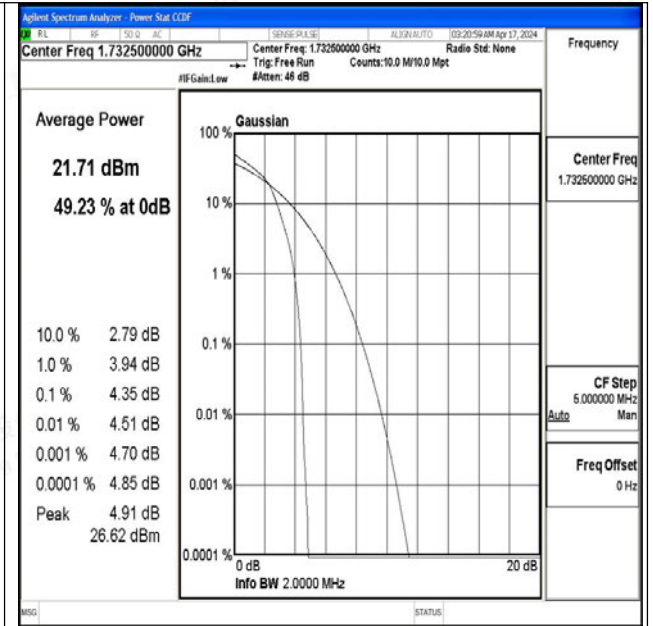 Agilent Spectrum Analyzer - Power Stat CCDF
RL RF 50 Ω AC SENSE:PULSE ALIGN AUTO 03:20:59 AM Apr 17, 2024
Center Freq 1.732500000 GHz
Center Freq: 1.732500000 GHz Radio Std: None
Trig: Free Run Counts:10.0 M/10.0 Mpt
#IFGain:Low #Atten: 46 dB
Frequency
Average Power
21.71 dBm
49.23 % at 0dB
10.0 % 2.79 dB
1.0 % 3.94 dB
0.1 % 4.35 dB
0.01 % 4.51 dB
0.001 % 4.70 dB
0.0001 % 4.85 dB
Peak 4.91 dB
26.62 dBm
Gaussian
100 %
10 %
1 %
0.1 %
0.01 %
0.001 %
0.0001 %
0 dB 20 dB
Info BW 2.0000 MHz
Center Freq
1.732500000 GHz
CF Step
5.000000 MHz
Auto Man
Freq Offset
0 Hz
MSG STATUS